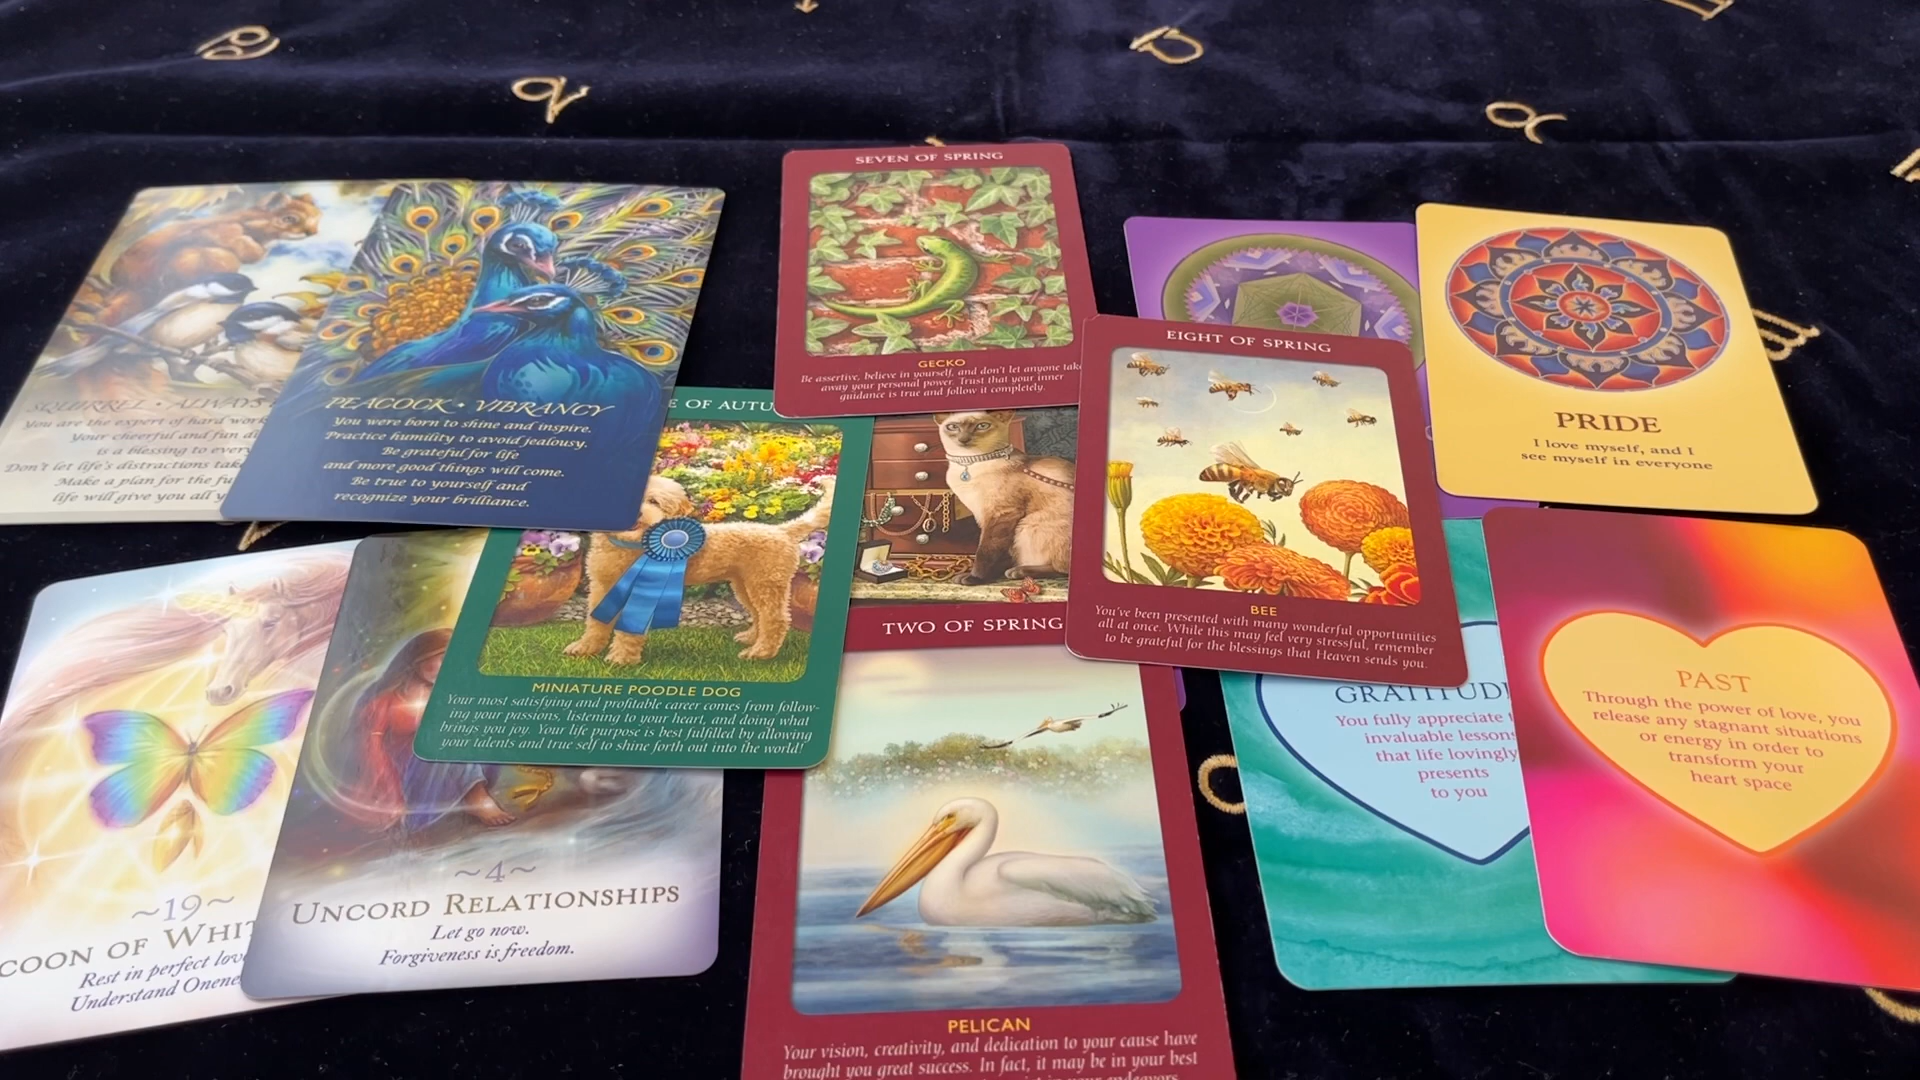 SEVEN OF SPRING
GECKO
Be assertive, believe in yourself, and don't let anyone take
away your personal power. Trust that your inner
guidance is true and follow it completely.
SQUIRREL • ALWAYS
You are the expert of hard work
Your cheerful and fun
is a blessing to every
Don't let life's distractions take
Make a plan for the
life will give you all
PEACOCK • VIBRANCY
You were born to shine and inspire.
Practice humility to avoid jealousy.
Be grateful for life
and more good things will come.
Be true to yourself and
recognize your brilliance.
EIGHT OF SPRING
BEE
You've been presented with many wonderful opportunities
all at once. While this may feel very stressful, remember
to be grateful for the blessings that Heaven sends you.
PRIDE
I love myself, and I
see myself in everyone
E OF AUTU
MINIATURE POODLE DOG
Your most satisfying and profitable career comes from follow-
ing your passions, listening to your heart, and doing what
brings you joy. Your life purpose is best fulfilled by allowing
your talents and true self to shine forth out into the world!
TWO OF SPRING
PELICAN
Your vision, creativity, and dedication to your cause have
brought you great success. In fact, it may be in your best
~19~
COON OF WHIT
Rest in perfect love
Understand Onene
~4~
UNCORD RELATIONSHIPS
Let go now.
Forgiveness is freedom.
GRATITUD
You fully appreciate
invaluable lessons
that life lovingly
presents
to you
PAST
Through the power of love, you
release any stagnant situations
or energy in order to
transform your
heart space